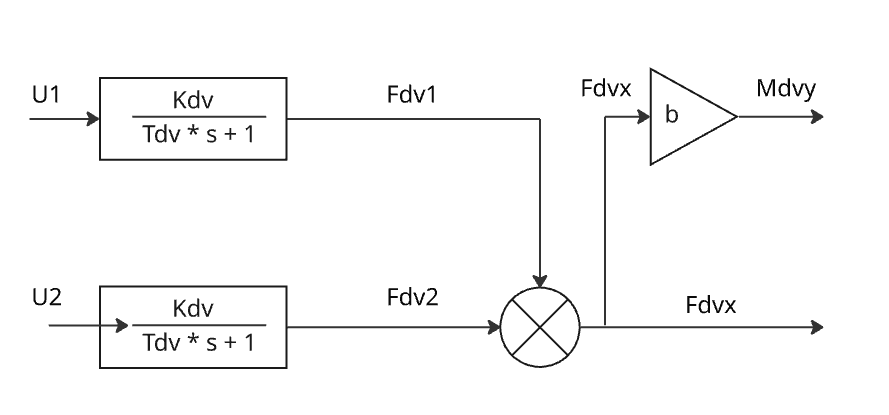 U1
Kdv
Tdv * s + 1
Fdv1
Fdvx
b
Mdvy
U2
Kdv
Tdv * s + 1
Fdv2
Fdvx